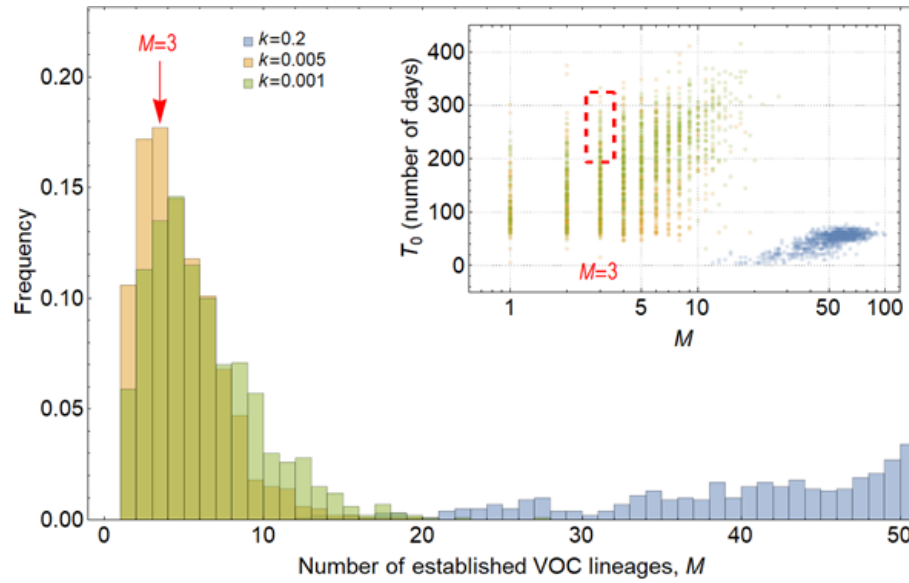 M=3
k=0.2
k=0.005
k=0.001
0.20
0.15
0.10
0.05
0.00
Frequency
0
10
20
30
40
50
Number of established VOC lineages, M
400
300
200
100
0
T0 (number of days)
M=3
1
5
10
50
100
M